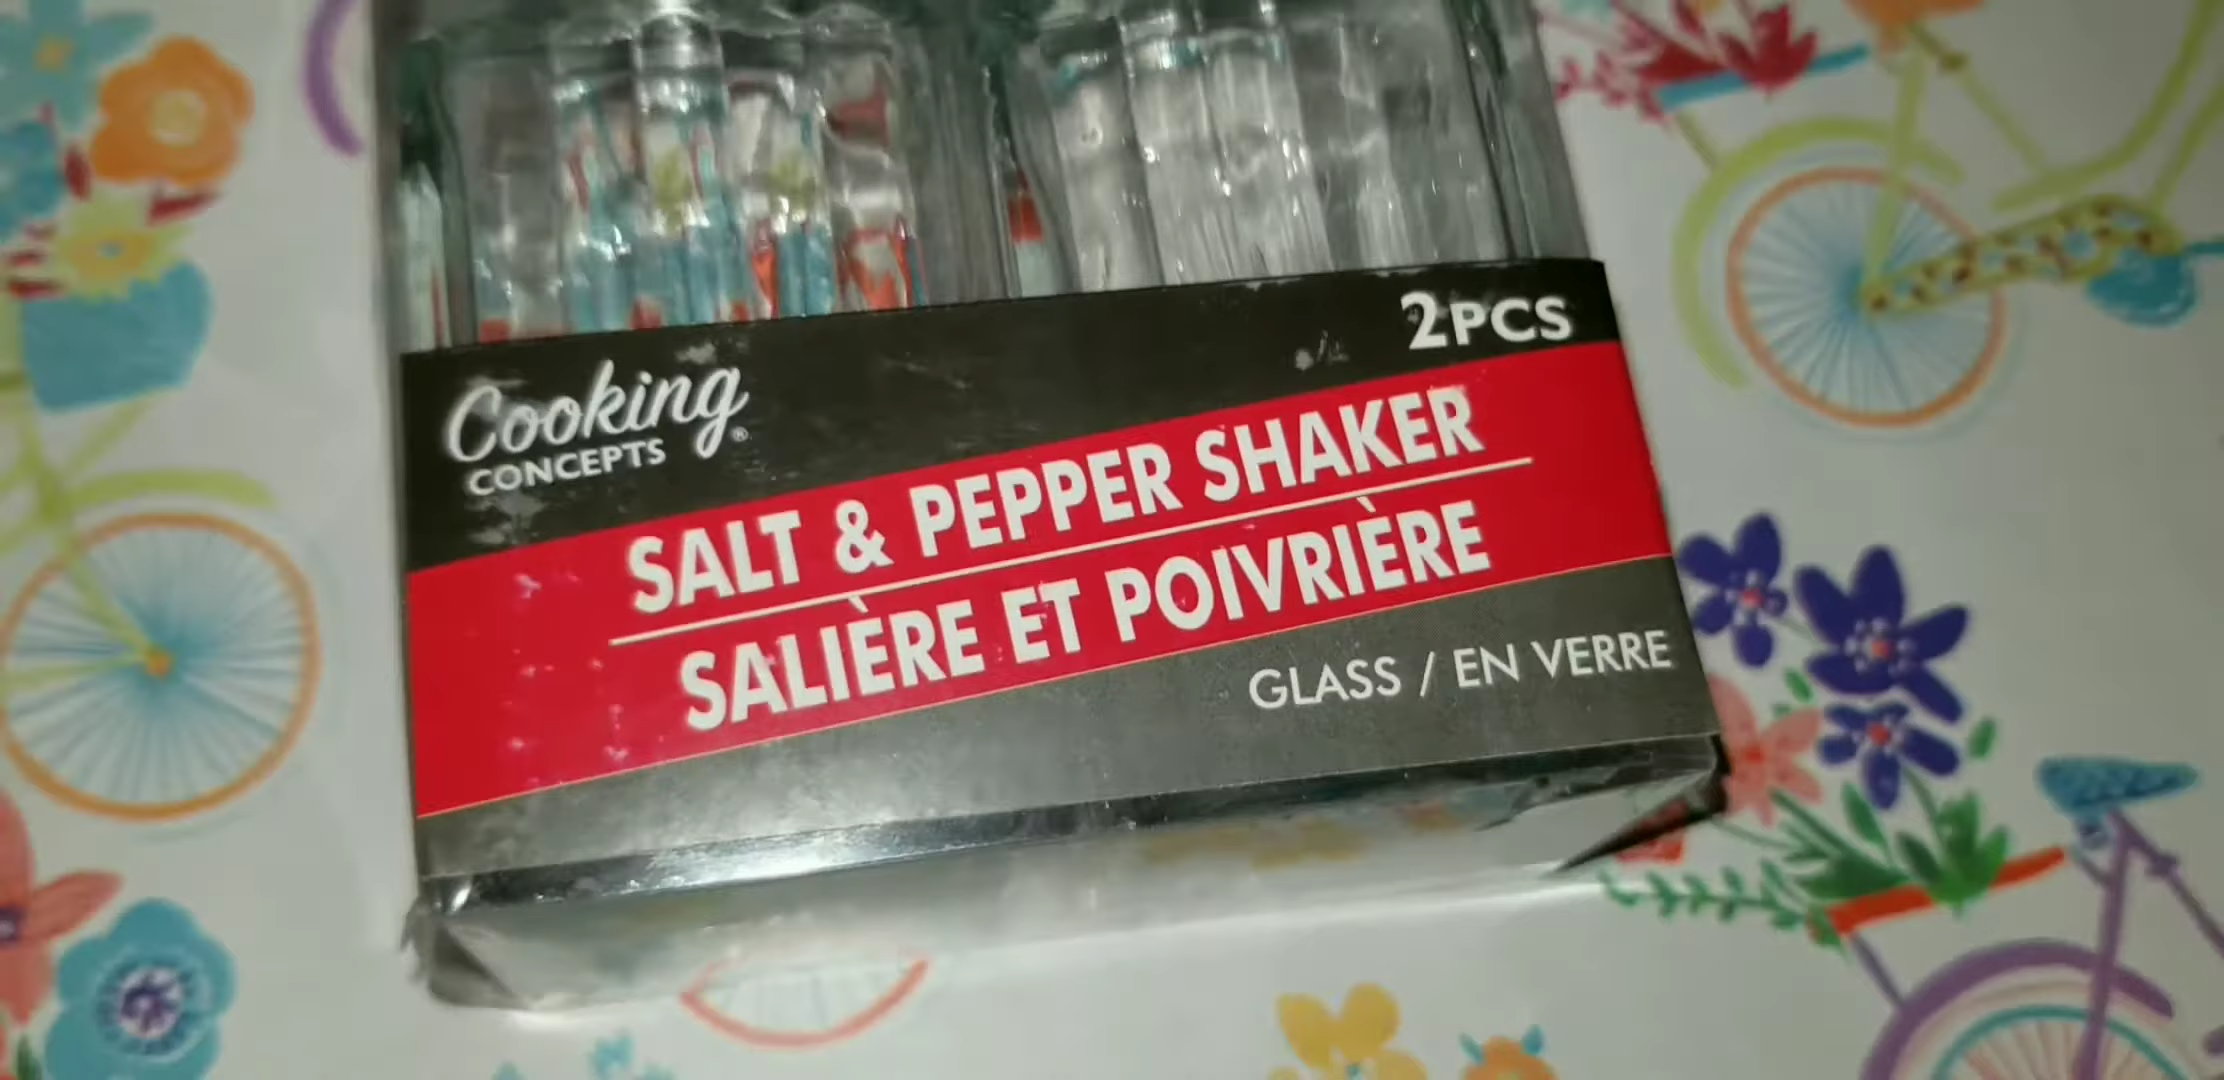 2PCS
Cooking®
CONCEPTS
SALT & PEPPER SHAKER
SALIÈRE ET POIVRIÈRE
GLASS / EN VERRE